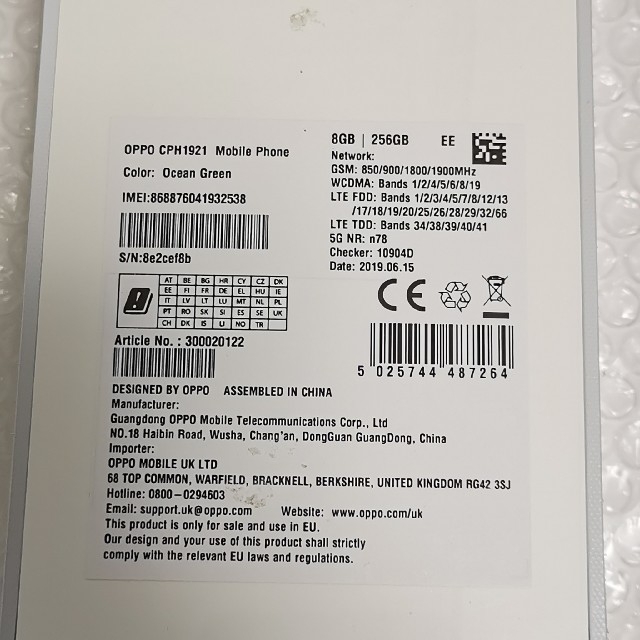 OPPO CPH1921 Mobile Phone
Color: Ocean Green
IMEI:868876041932538
S/N:8e2cef8b
8GB | 256GB EE
Network:
GSM: 850/900/1800/1900MHz
WCDMA: Bands 1/2/4/5/6/8/19
LTE FDD: Bands 1/2/3/4/5/7/8/12/13
/17/18/19/20/25/26/28/29/32/66
LTE TDD: Bands 34/38/39/40/41
5G NR: n78
Checker: 10904D
Date: 2019.06.15
AT BE BG HR CY CZ DK
EE FI FR DE EL HU IE
IT LV LT LU MT NL PL
PT RO SK SI ES SE UK
CH DK IS LI NO TR
CE
Article No. : 300020122
5 025744 487264
DESIGNED BY OPPO ASSEMBLED IN CHINA
Manufacturer:
Guangdong OPPO Mobile Telecommunications Corp., Ltd
NO.18 Haibin Road, Wusha, Chang'an, DongGuan GuangDong, China
Importer:
OPPO MOBILE UK LTD
68 TOP COMMON, WARFIELD, BRACKNELL, BERKSHIRE, UNITED KINGDOM RG42 3SJ
Hotline: 0800-0294603
Email: support.uk@oppo.com Website: www.oppo.com/uk
This product is only for sale and use in EU.
Our design and your use of this product shall strictly
comply with the relevant EU laws and regulations.